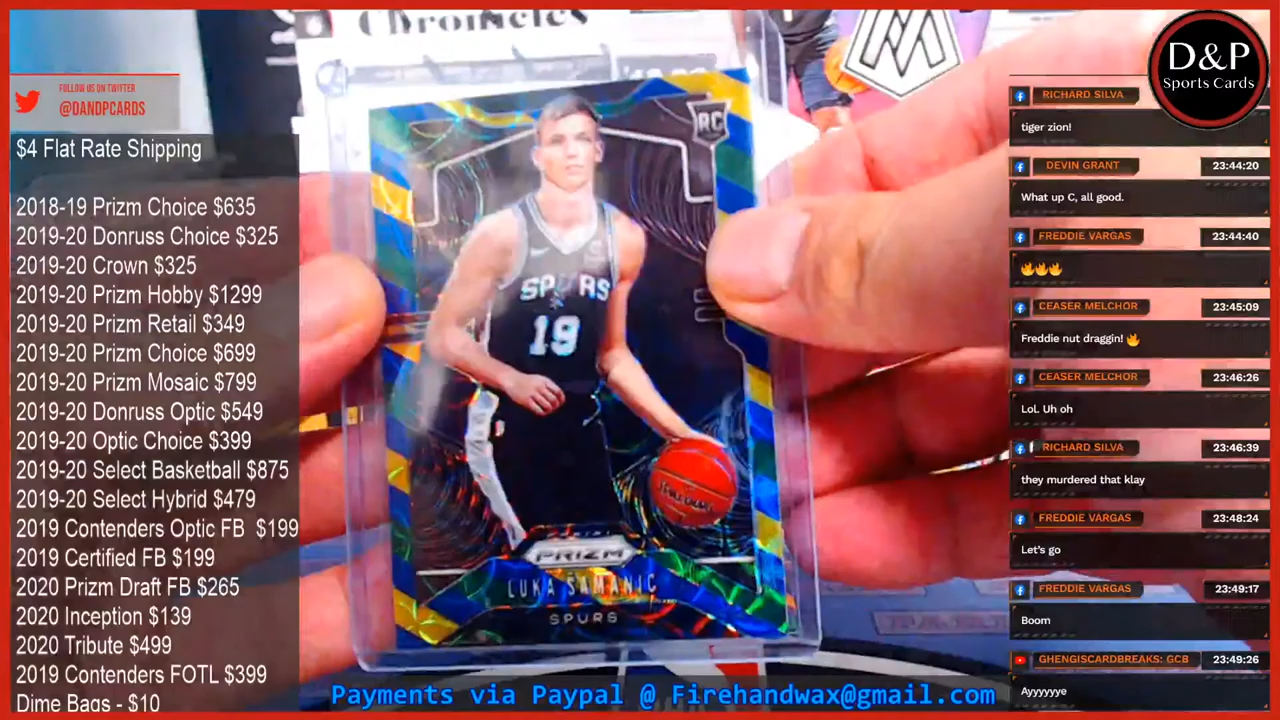 Chronicles
FOLLOW US ON TWITTER
@DANDPCARDS
$4 Flat Rate Shipping
2018-19 Prizm Choice $635
2019-20 Donruss Choice $325
2019-20 Crown $325
2019-20 Prizm Hobby $1299
2019-20 Prizm Retail $349
2019-20 Prizm Choice $699
2019-20 Prizm Mosaic $799
2019-20 Donruss Optic $549
2019-20 Optic Choice $399
2019-20 Select Basketball $875
2019-20 Select Hybrid $479
2019 Contenders Optic FB $199
2019 Certified FB $199
2020 Prizm Draft FB $265
2020 Inception $139
2020 Tribute $499
2019 Contenders FOTL $399
Dime Bags - $10
RC
SPURS
19
PANINI
PRIZM
LUKA SAMANIC
SPURS
Payments via Paypal @ Firehandwax@gmail.com
D&P
Sports Cards
RICHARD SILVA
tiger zion!
DEVIN GRANT 23:44:20
What up C, all good.
FREDDIE VARGAS 23:44:40
🔥🔥🔥
CEASER MELCHOR 23:45:09
Freddie nut draggin! 🔥
CEASER MELCHOR 23:46:26
Lol. Uh oh
RICHARD SILVA 23:46:39
they murdered that klay
FREDDIE VARGAS 23:48:24
Let's go
FREDDIE VARGAS 23:49:17
Boom
GHENGISCARDBREAKS: GCB 23:49:26
Ayyyyyye